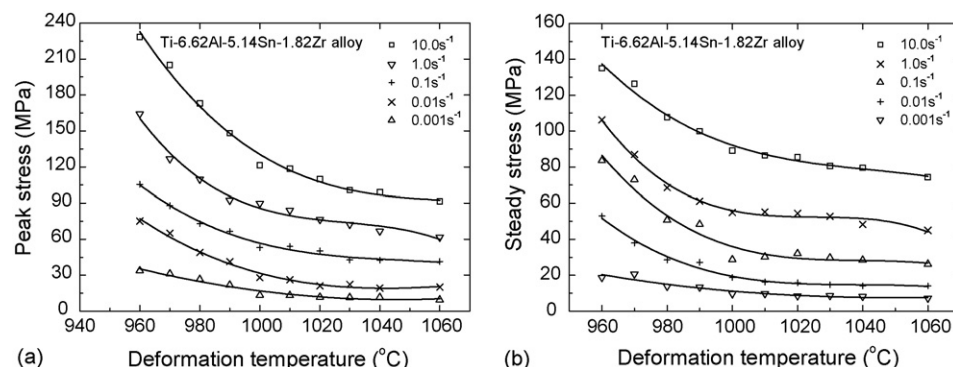 240
210
180
150
120
90
60
30
0
Peak stress (MPa)
Ti-6.62Al-5.14Sn-1.82Zr alloy
10.0s⁻¹
1.0s⁻¹
0.1s⁻¹
0.01s⁻¹
0.001s⁻¹
940 960 980 1000 1020 1040 1060
(a) Deformation temperature (°C)
160
140
120
100
80
60
40
20
0
Steady stress (MPa)
Ti-6.62Al-5.14Sn-1.82Zr alloy
10.0s⁻¹
1.0s⁻¹
0.1s⁻¹
0.01s⁻¹
0.001s⁻¹
960 980 1000 1020 1040 1060
(b) Deformation temperature (°C)